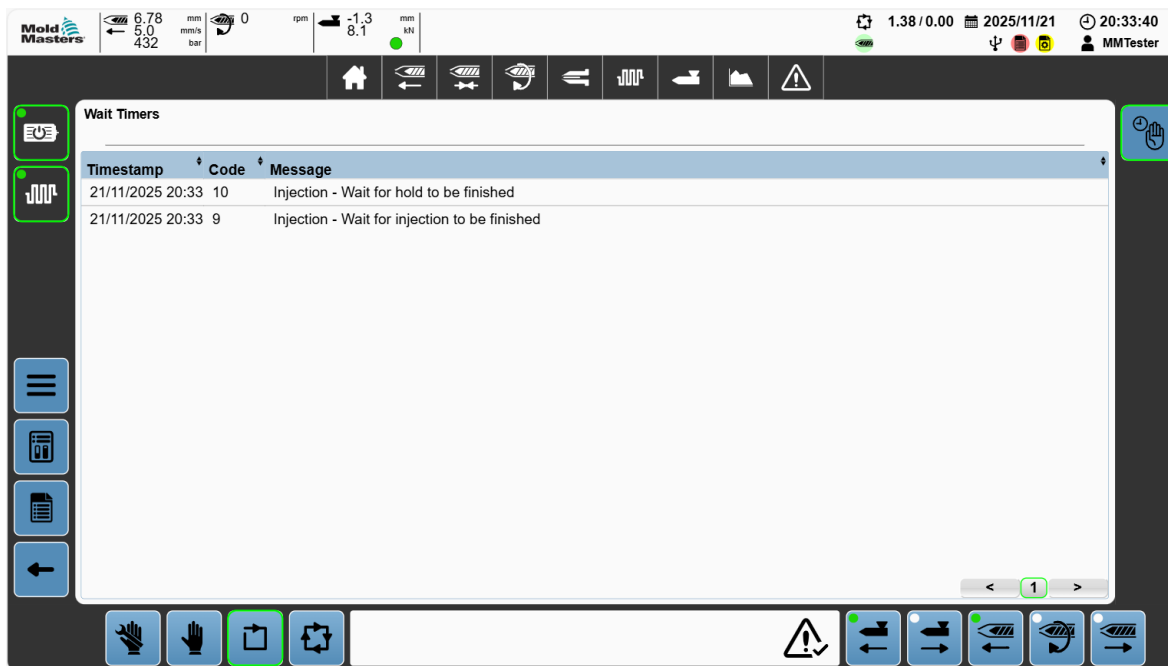 Mold
Masters
6.78 mm
5.0 mm/s
432 bar
0 rpm
-1.3 mm
8.1 kN
1.38 / 0.00 2025/11/21 20:33:40
MMTester
Wait Timers
Timestamp Code Message
21/11/2025 20:33 10 Injection - Wait for hold to be finished
21/11/2025 20:33 9 Injection - Wait for injection to be finished
< 1 >